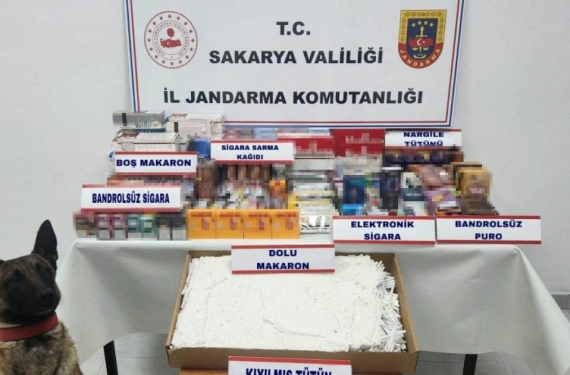 T.C.
SAKARYA VALİLİĞİ
İL JANDARMA KOMUTANLIĞI
JANDARMA
NARGİLE
TÜTÜNÜ
SİGARA SARMA
KAĞIDI
BOŞ MAKARON
BANDROLSÜZ SİGARA
ELEKTRONİK
SİGARA
BANDROLSÜZ
PURO
DOLU
MAKARON
KIYILMIŞ TÜTÜN